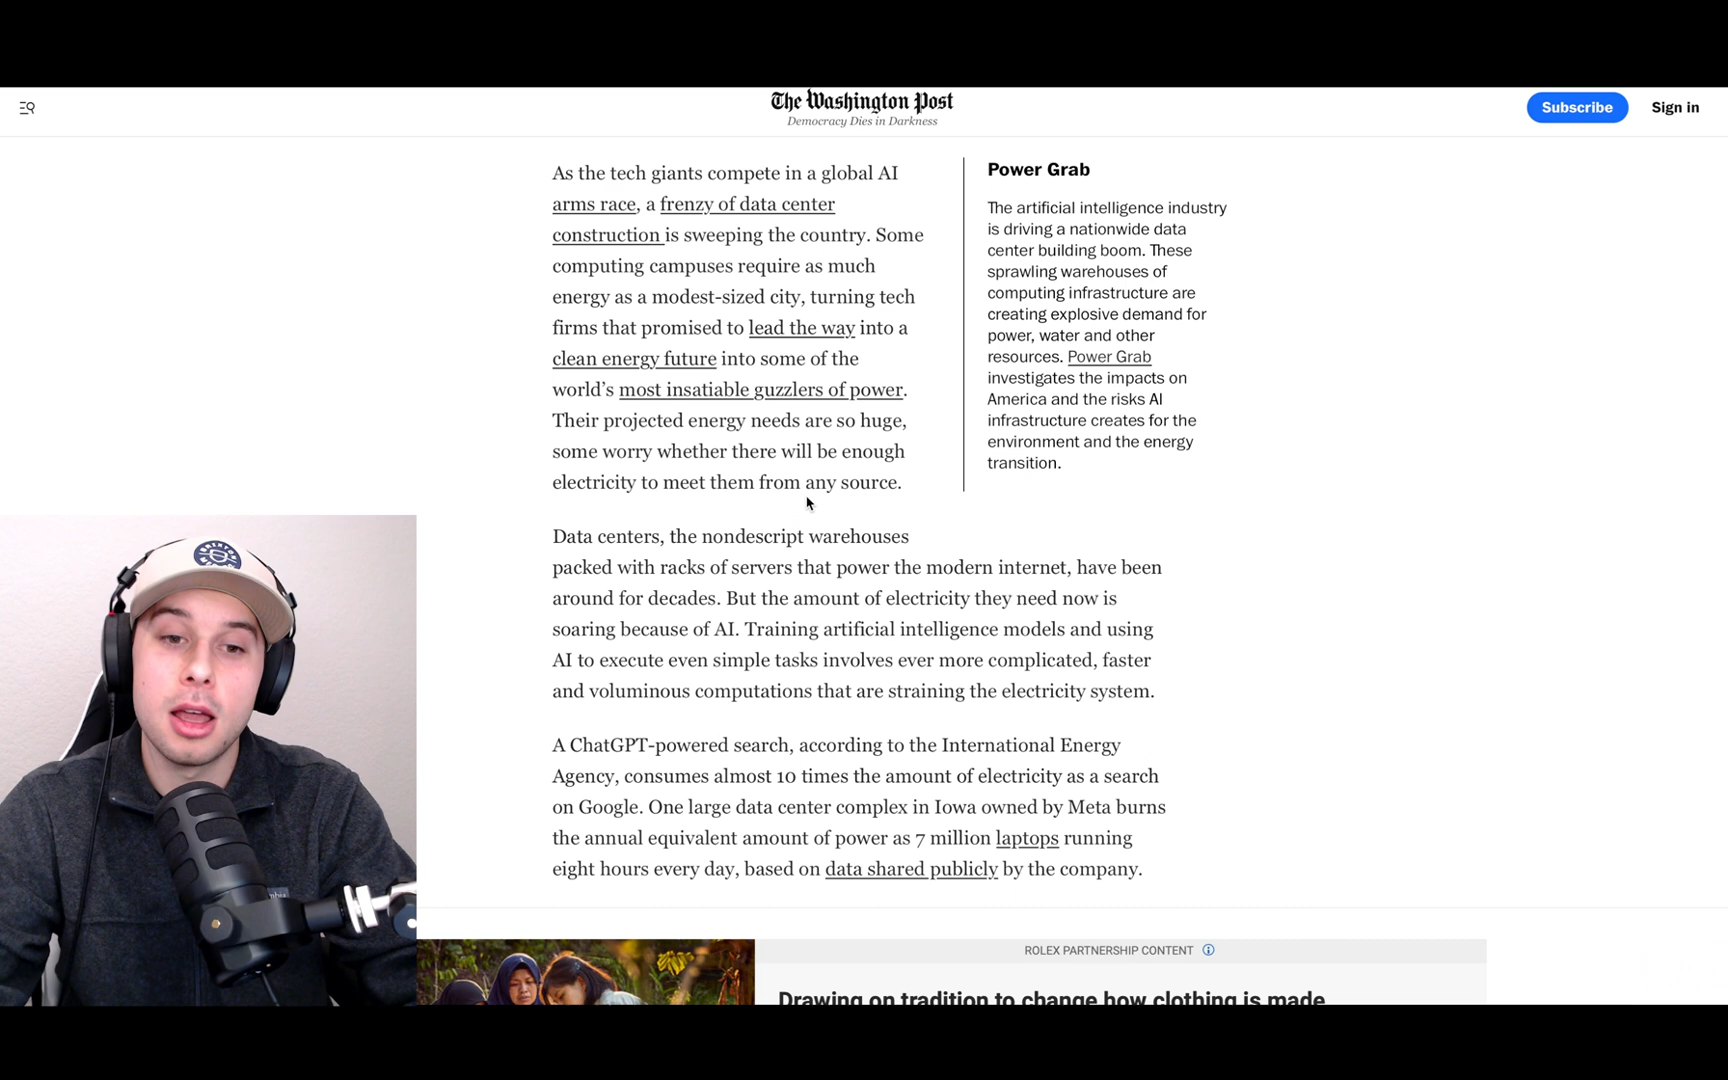 The Washington Post
Democracy Dies in Darkness
Subscribe
Sign in
As the tech giants compete in a global AI
arms race, a frenzy of data center
construction is sweeping the country. Some
computing campuses require as much
energy as a modest-sized city, turning tech
firms that promised to lead the way into a
clean energy future into some of the
world’s most insatiable guzzlers of power.
Their projected energy needs are so huge,
some worry whether there will be enough
electricity to meet them from any source.
Power Grab
The artificial intelligence industry
is driving a nationwide data
center building boom. These
sprawling warehouses of
computing infrastructure are
creating explosive demand for
power, water and other
resources. Power Grab
investigates the impacts on
America and the risks AI
infrastructure creates for the
environment and the energy
transition.
Data centers, the nondescript warehouses
packed with racks of servers that power the modern internet, have been
around for decades. But the amount of electricity they need now is
soaring because of AI. Training artificial intelligence models and using
AI to execute even simple tasks involves ever more complicated, faster
and voluminous computations that are straining the electricity system.
A ChatGPT-powered search, according to the International Energy
Agency, consumes almost 10 times the amount of electricity as a search
on Google. One large data center complex in Iowa owned by Meta burns
the annual equivalent amount of power as 7 million laptops running
eight hours every day, based on data shared publicly by the company.
ROLEX PARTNERSHIP CONTENT
Drawing on tradition to change how clothing is made